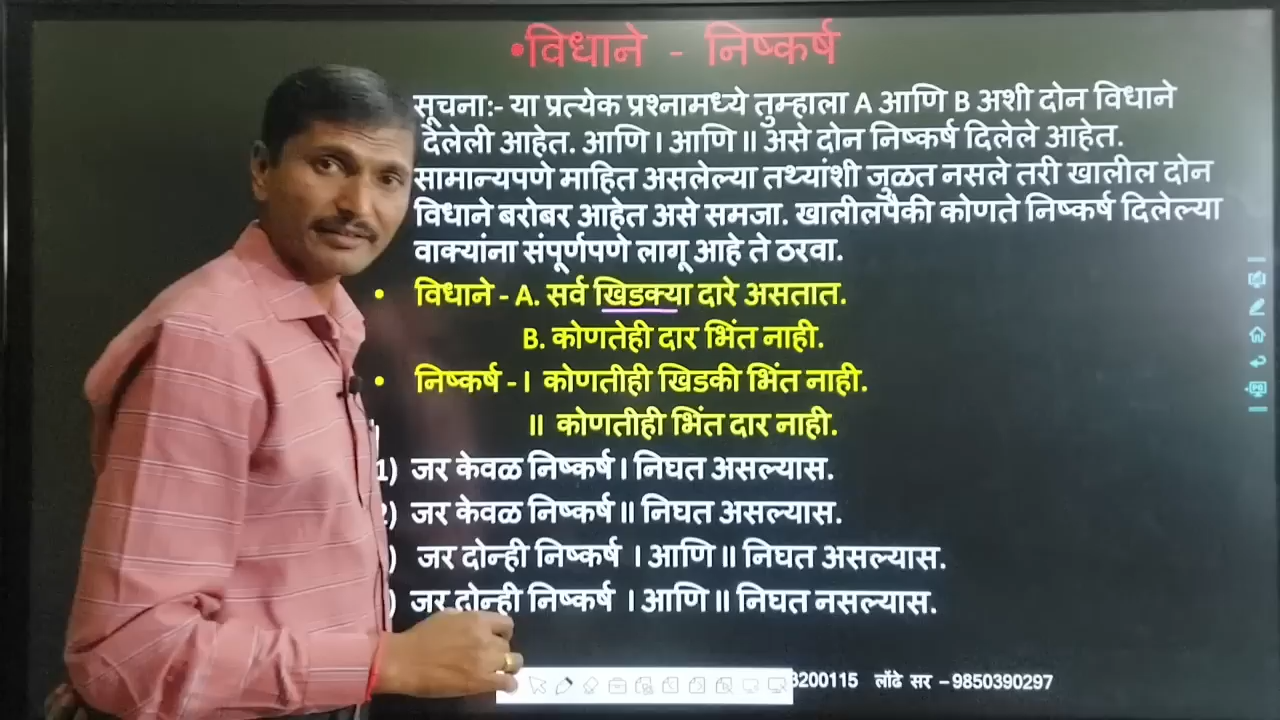 •विधाने - निष्कर्ष
सूचना:- या प्रत्येक प्रश्नामध्ये तुम्हाला A आणि B अशी दोन विधाने
दिलेली आहेत. आणि I आणि II असे दोन निष्कर्ष दिलेले आहेत.
सामान्यपणे माहित असलेल्या तथ्यांशी जुळत नसले तरी खालील दोन
विधाने बरोबर आहेत असे समजा. खालीलपैकी कोणते निष्कर्ष दिलेल्या
वाक्यांना संपूर्णपणे लागू आहे ते ठरवा.
• विधाने - A. सर्व खिडक्या दारे असतात.
B. कोणतेही दार भिंत नाही.
• निष्कर्ष - I कोणतीही खिडकी भिंत नाही.
II कोणतीही भिंत दार नाही.
1) जर केवळ निष्कर्ष I निघत असल्यास.
2) जर केवळ निष्कर्ष II निघत असल्यास.
) जर दोन्ही निष्कर्ष I आणि II निघत असल्यास.
) जर दोन्ही निष्कर्ष I आणि II निघत नसल्यास.
3200115 लोंढे सर – 9850390297